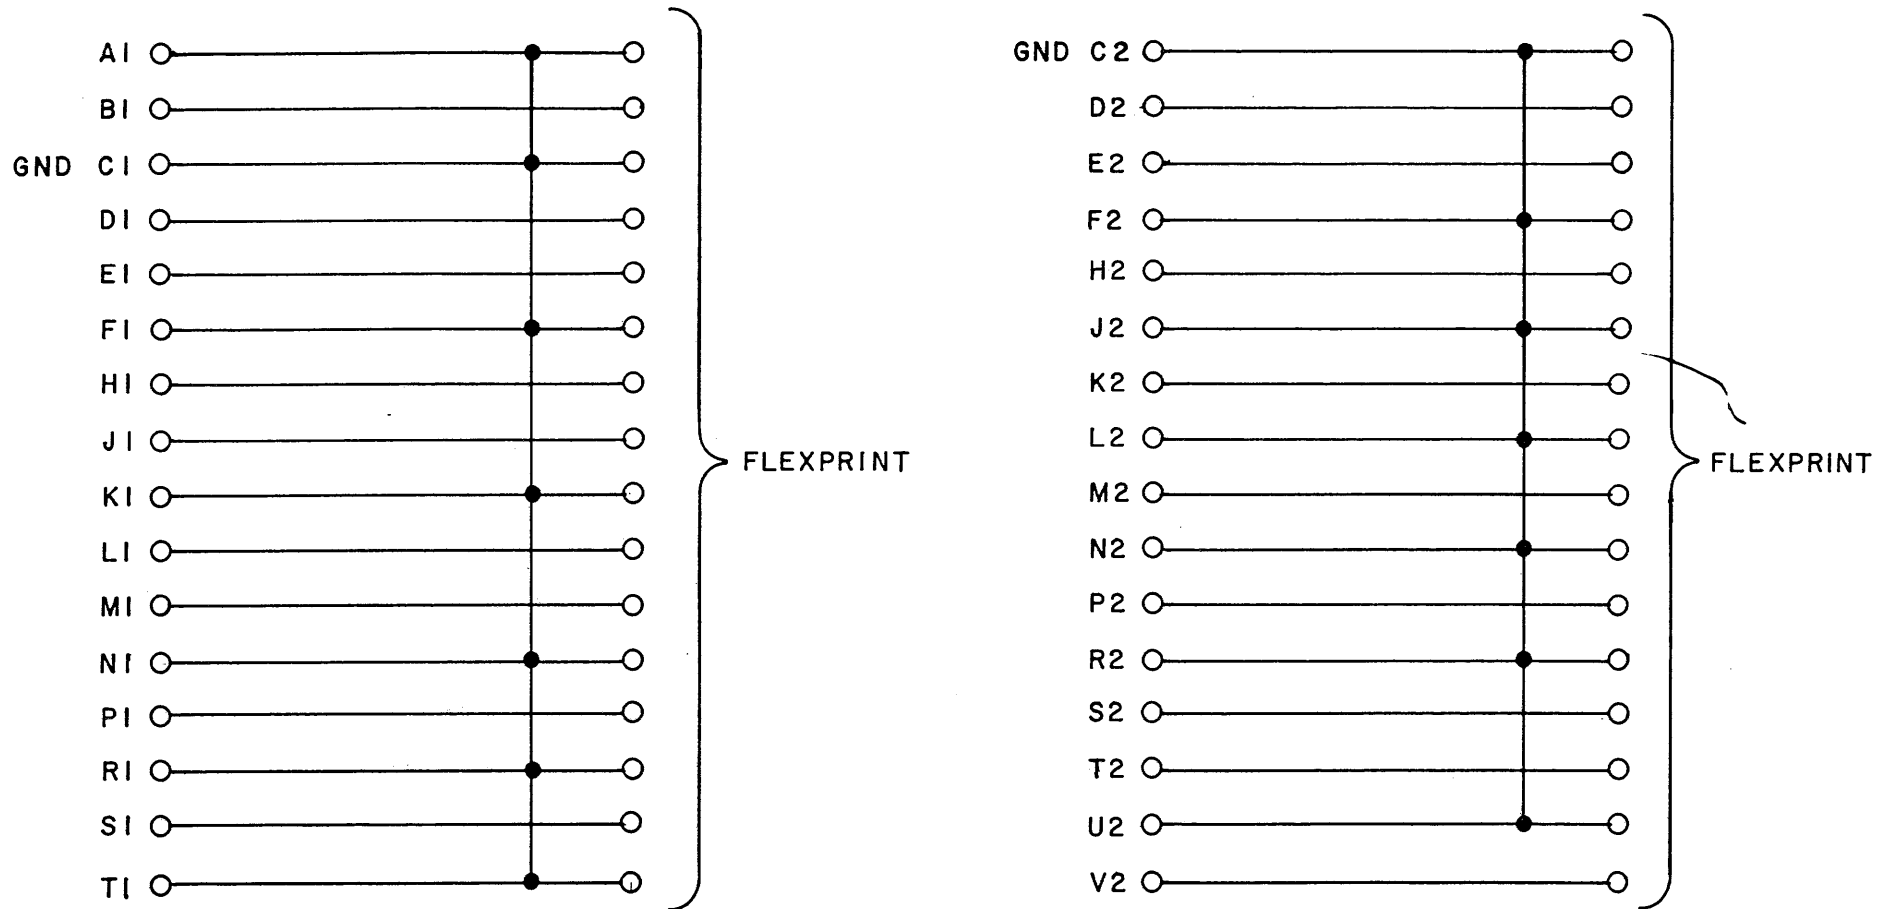 A1
B1
GND C1
D1
E1
F1
H1
J1
K1
L1
M1
N1
P1
R1
S1
T1
FLEXPRINT
GND C2
D2
E2
F2
H2
J2
K2
L2
M2
N2
P2
R2
S2
T2
U2
V2
FLEXPRINT